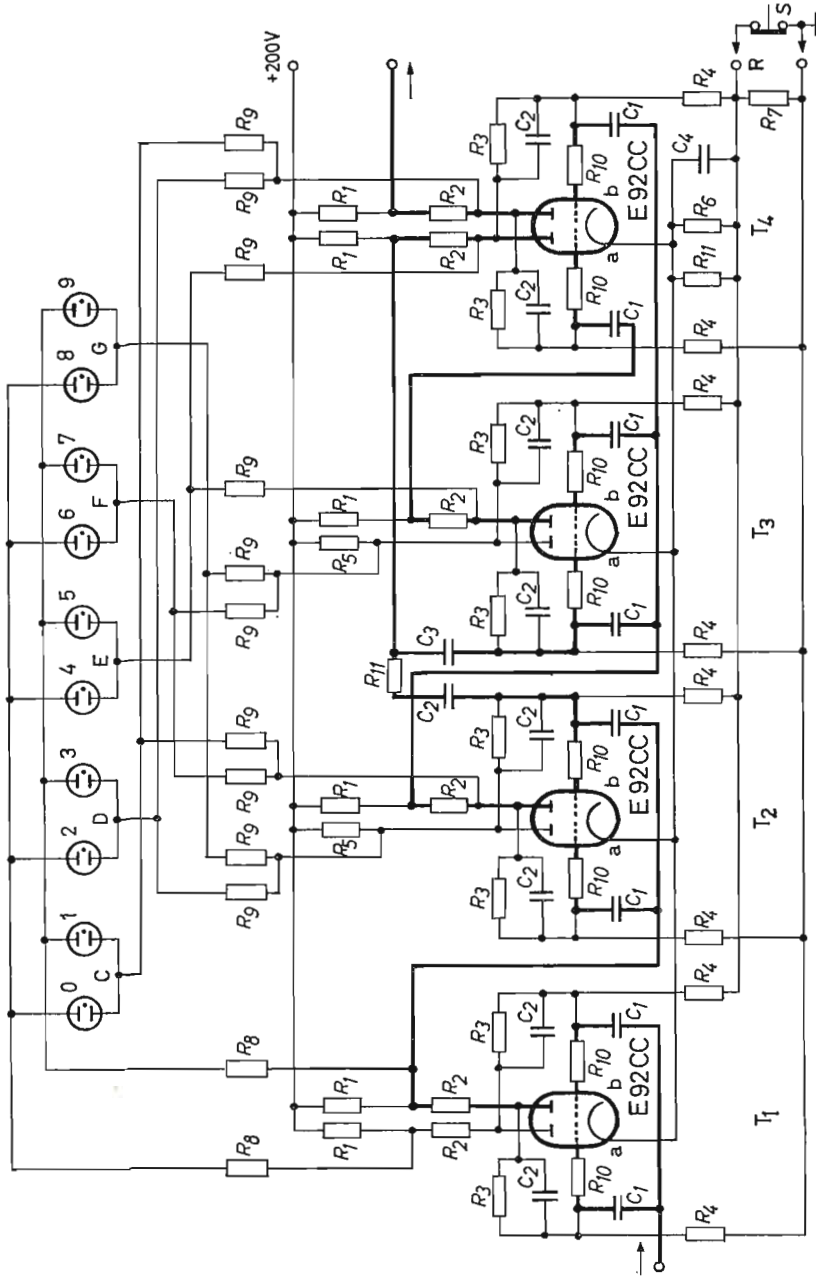 0 1 2 3 4 5 6 7 8 9
C D E F G
R8 R8 R9 R9 R9 R9 R9 R9 R9 R9 R9 R9
+200V
R1 R1 R5 R1 R5 R1 R1 R1
R2 R2 R2 R2 R2 R2
R11
C2 C3
R3 R3 R3 R3 R3 R3 R3 R3
C2 C2 C2 C2 C2 C2 C2 C2
R10 R10 R10 R10 R10 R10 R10 R10
C1 C1 C1 C1 C1 C1 C1 C1
a b a b a b a b
E92CC E92CC E92CC E92CC
R4 R4 R4 R4 R4 R4 R4 R4
R11 R6 C4 R7 R S
T1 T2 T3 T4